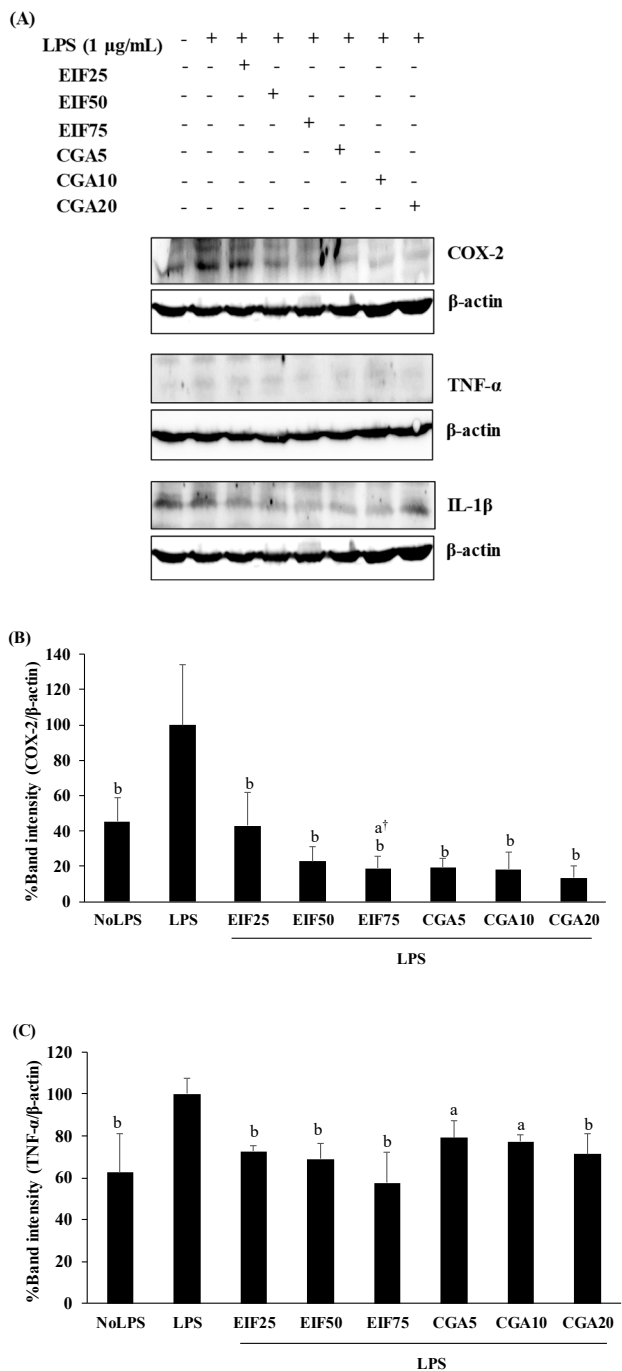 (A)
LPS (1 µg/mL) - + + + + + + +
EIF25 - - + - - - - -
EIF50 - - - + - - - -
EIF75 - - - - + - - -
CGA5 - - - - - + - -
CGA10 - - - - - - + -
CGA20 - - - - - - - +
COX-2
β-actin
TNF-α
β-actin
IL-1β
β-actin
(B)
%Band intensity (COX-2/β-actin)
140
120
100
80
60
40
20
0
b b b a† b b b b
NoLPS LPS EIF25 EIF50 EIF75 CGA5 CGA10 CGA20
LPS
(C)
%Band intensity (TNF-α/β-actin)
120
100
80
60
40
20
0
b b b b a a b
NoLPS LPS EIF25 EIF50 EIF75 CGA5 CGA10 CGA20
LPS